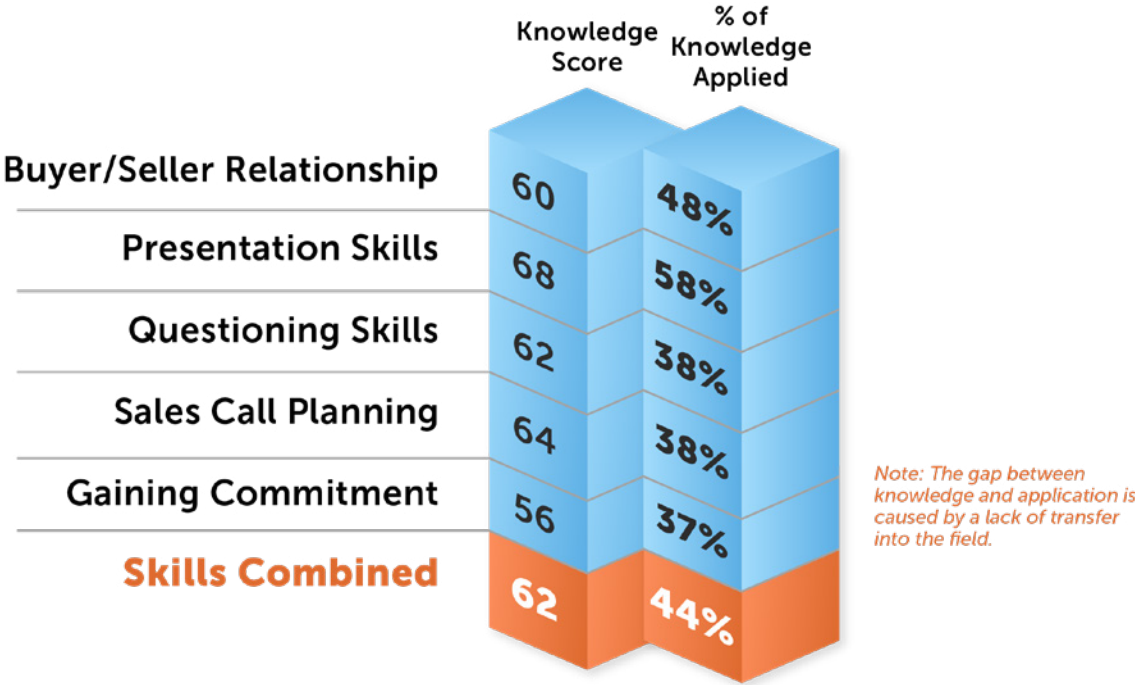 Knowledge
Score
% of
Knowledge
Applied
Buyer/Seller Relationship
60
48%
Presentation Skills
68
58%
Questioning Skills
62
38%
Sales Call Planning
64
38%
Gaining Commitment
56
37%
Skills Combined
62
44%
Note: The gap between
knowledge and application is
caused by a lack of transfer
into the field.